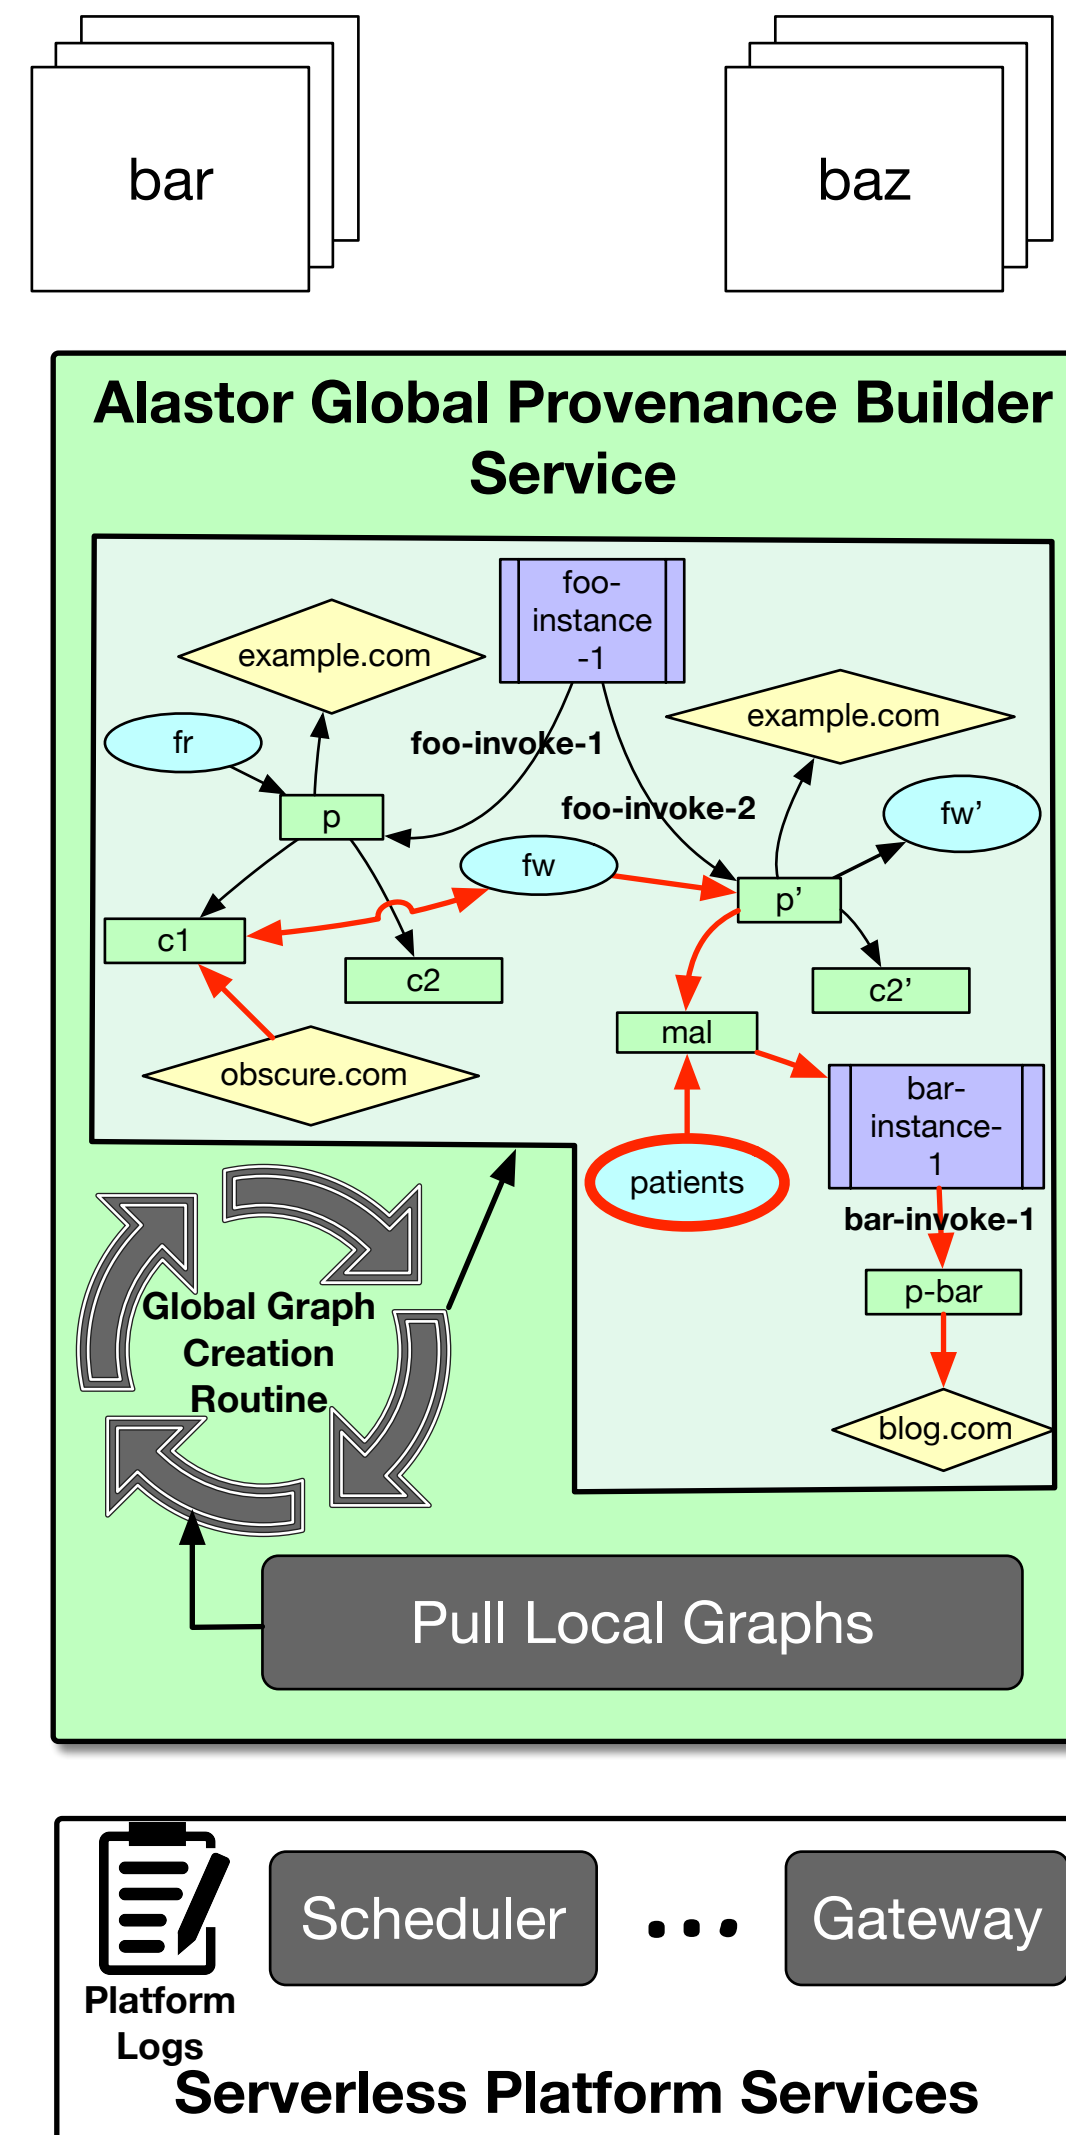 bar
baz
Alastor Global Provenance Builder
Service
foo-
instance
-1
example.com
example.com
fr
foo-invoke-1
foo-invoke-2
fw'
p
fw
p'
c1
c2
c2'
mal
obscure.com
bar-
instance-
1
patients
bar-invoke-1
p-bar
Global Graph
Creation
Routine
blog.com
Pull Local Graphs
Scheduler
...
Gateway
Platform
Logs
Serverless Platform Services